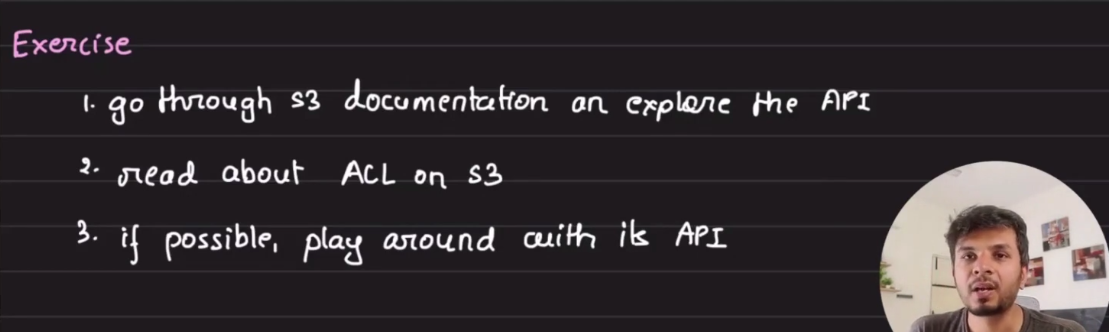 Exercise
1. go through S3 documentation an explore the API
2. read about ACL on S3
3. if possible, play around with its API